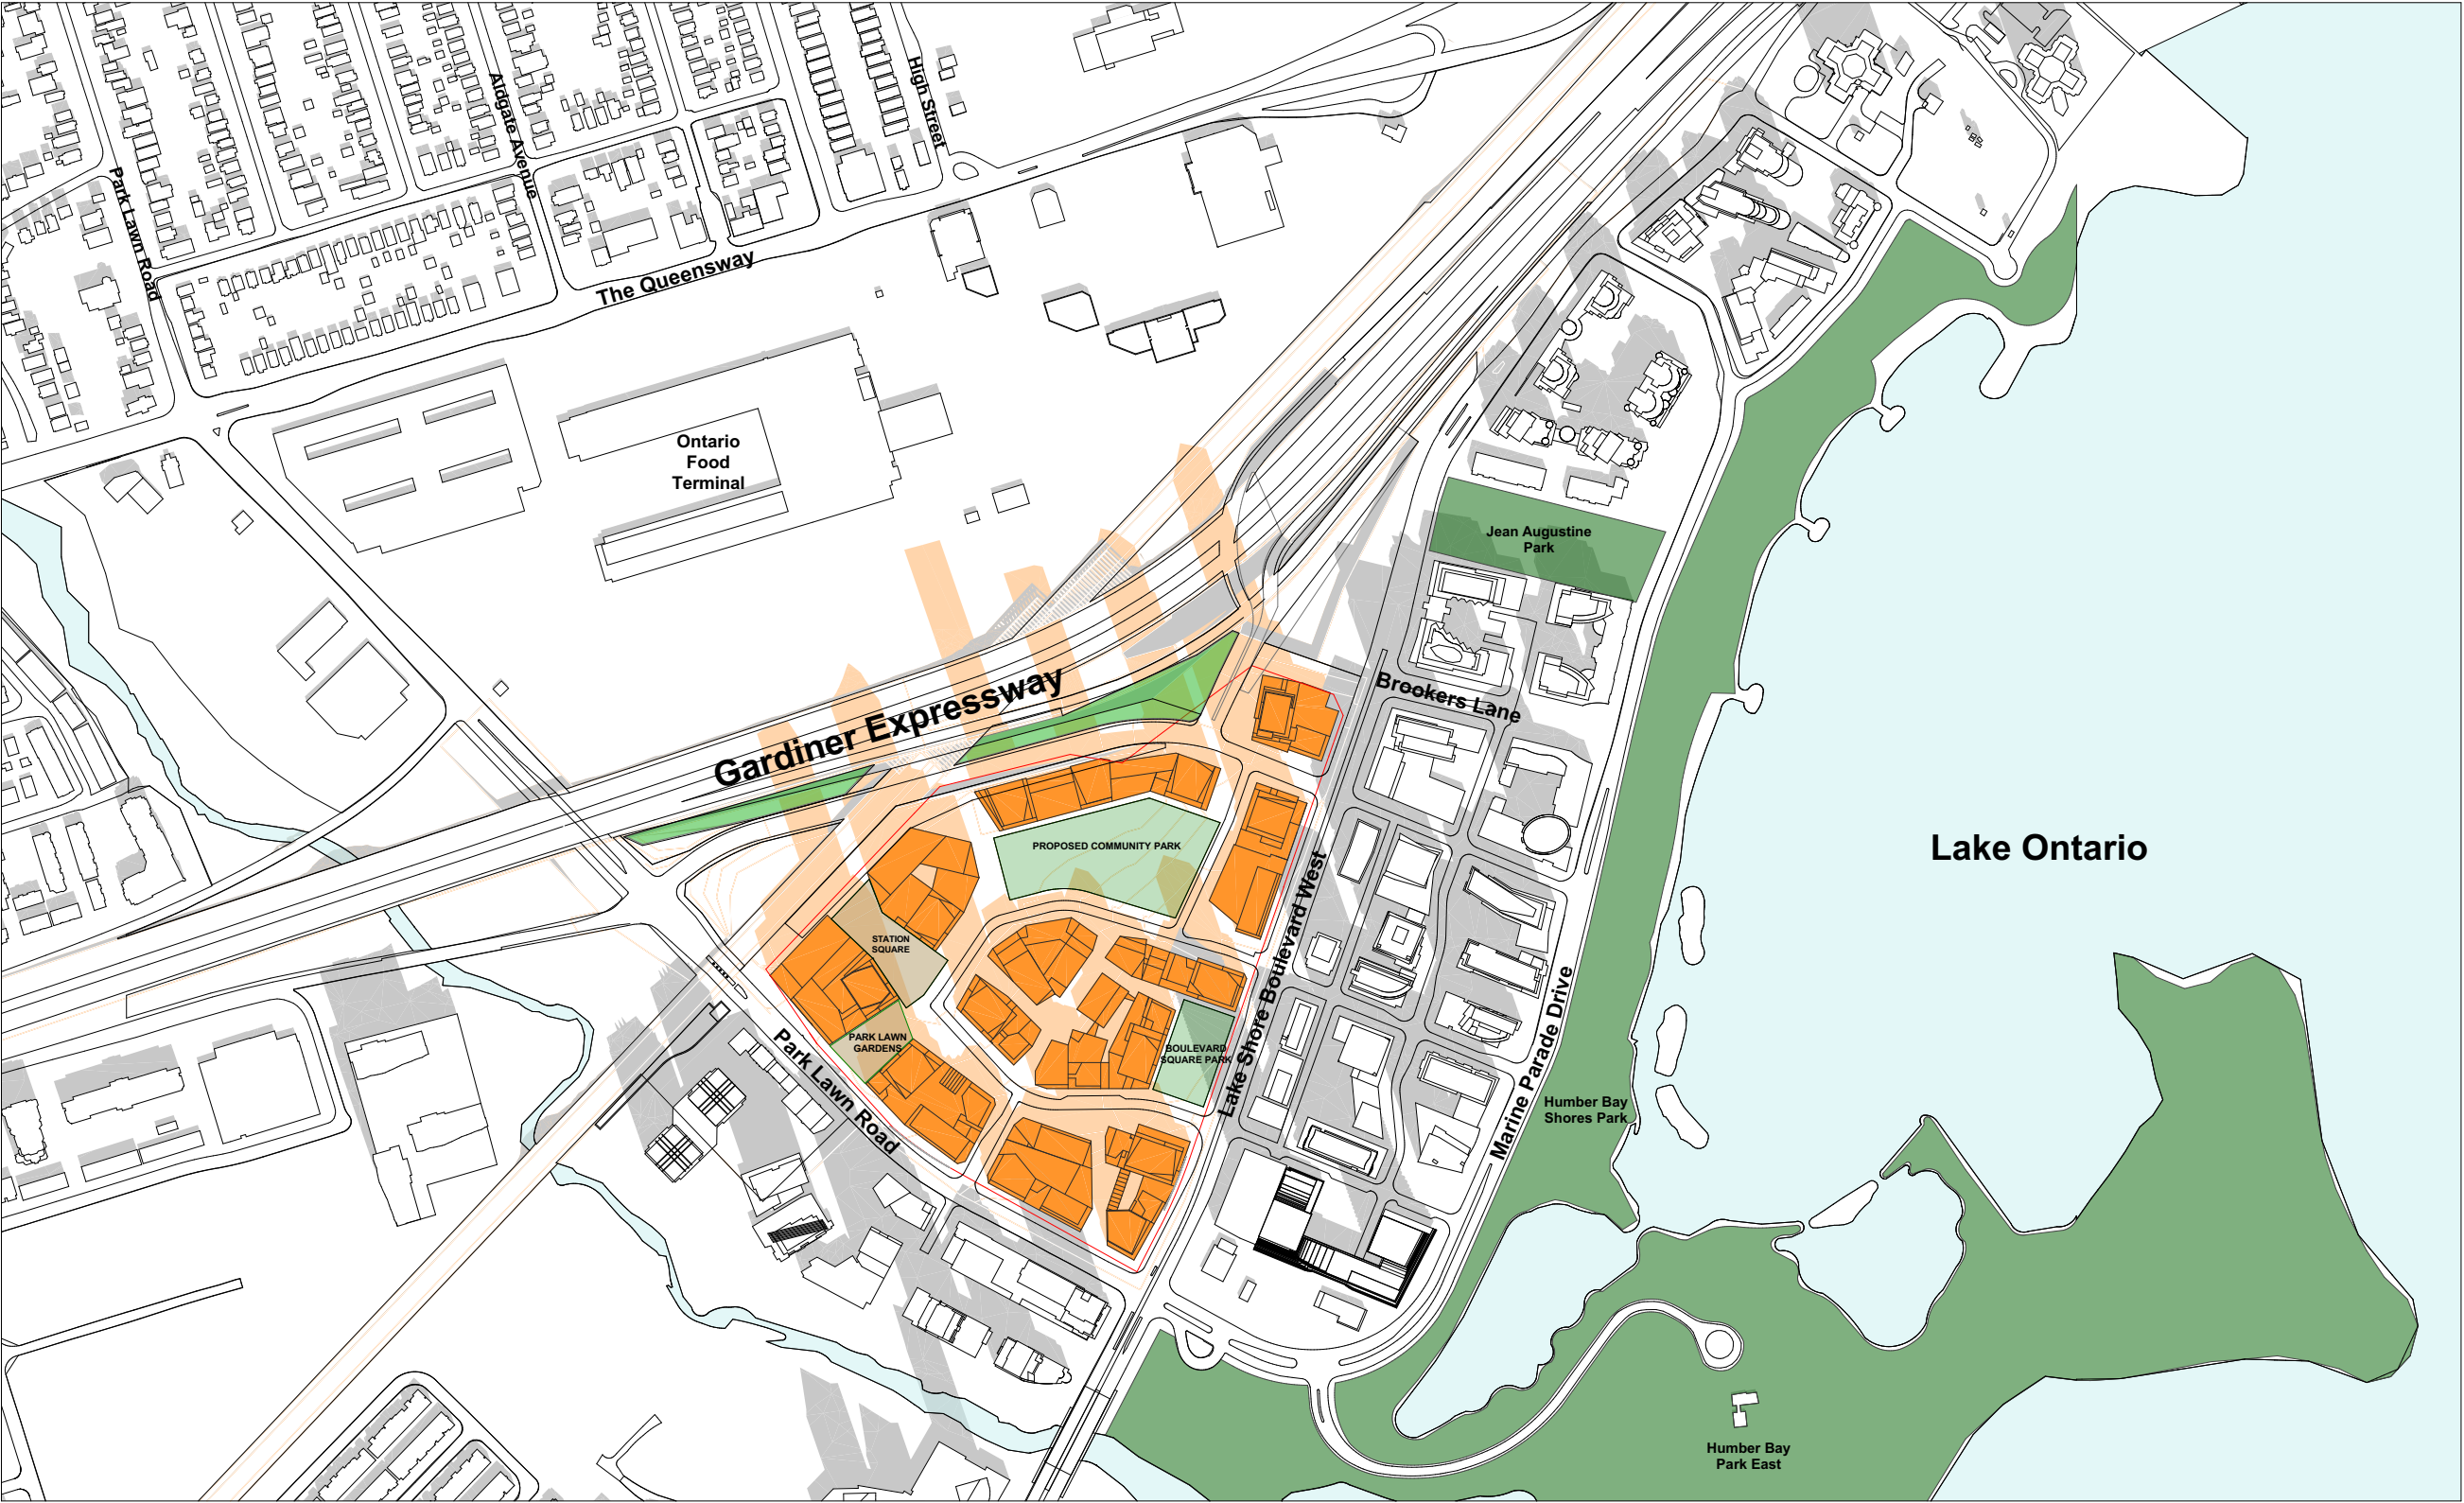 High Street
Aldgate Avenue
Park Lawn Road
The Queensway
Ontario
Food
Terminal
Jean Augustine
Park
Gardiner Expressway
Brookers Lane
PROPOSED COMMUNITY PARK
Lake Ontario
STATION
SQUARE
Lake Shore Boulevard West
PARK LAWN
GARDENS
BOULEVARD
SQUARE PARK
Park Lawn Road
Marine Parade Drive
Humber Bay
Shores Park
Humber Bay
Park East